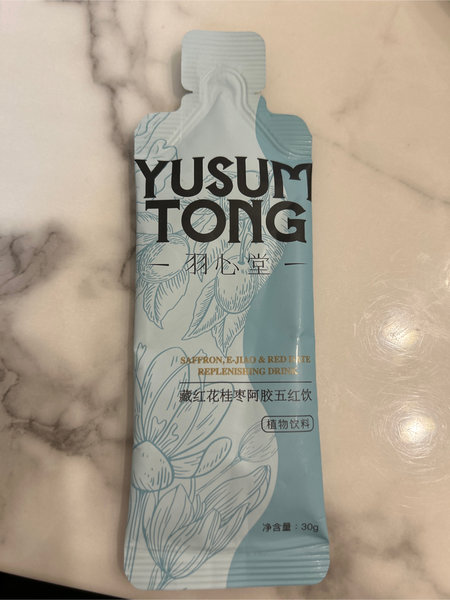 YUSUM
TONG
羽心堂
SAFFRON, E-JIAO & RED DATE
REPLENISHING DRINK
藏红花桂枣阿胶五红饮
植物饮料
净含量：30g